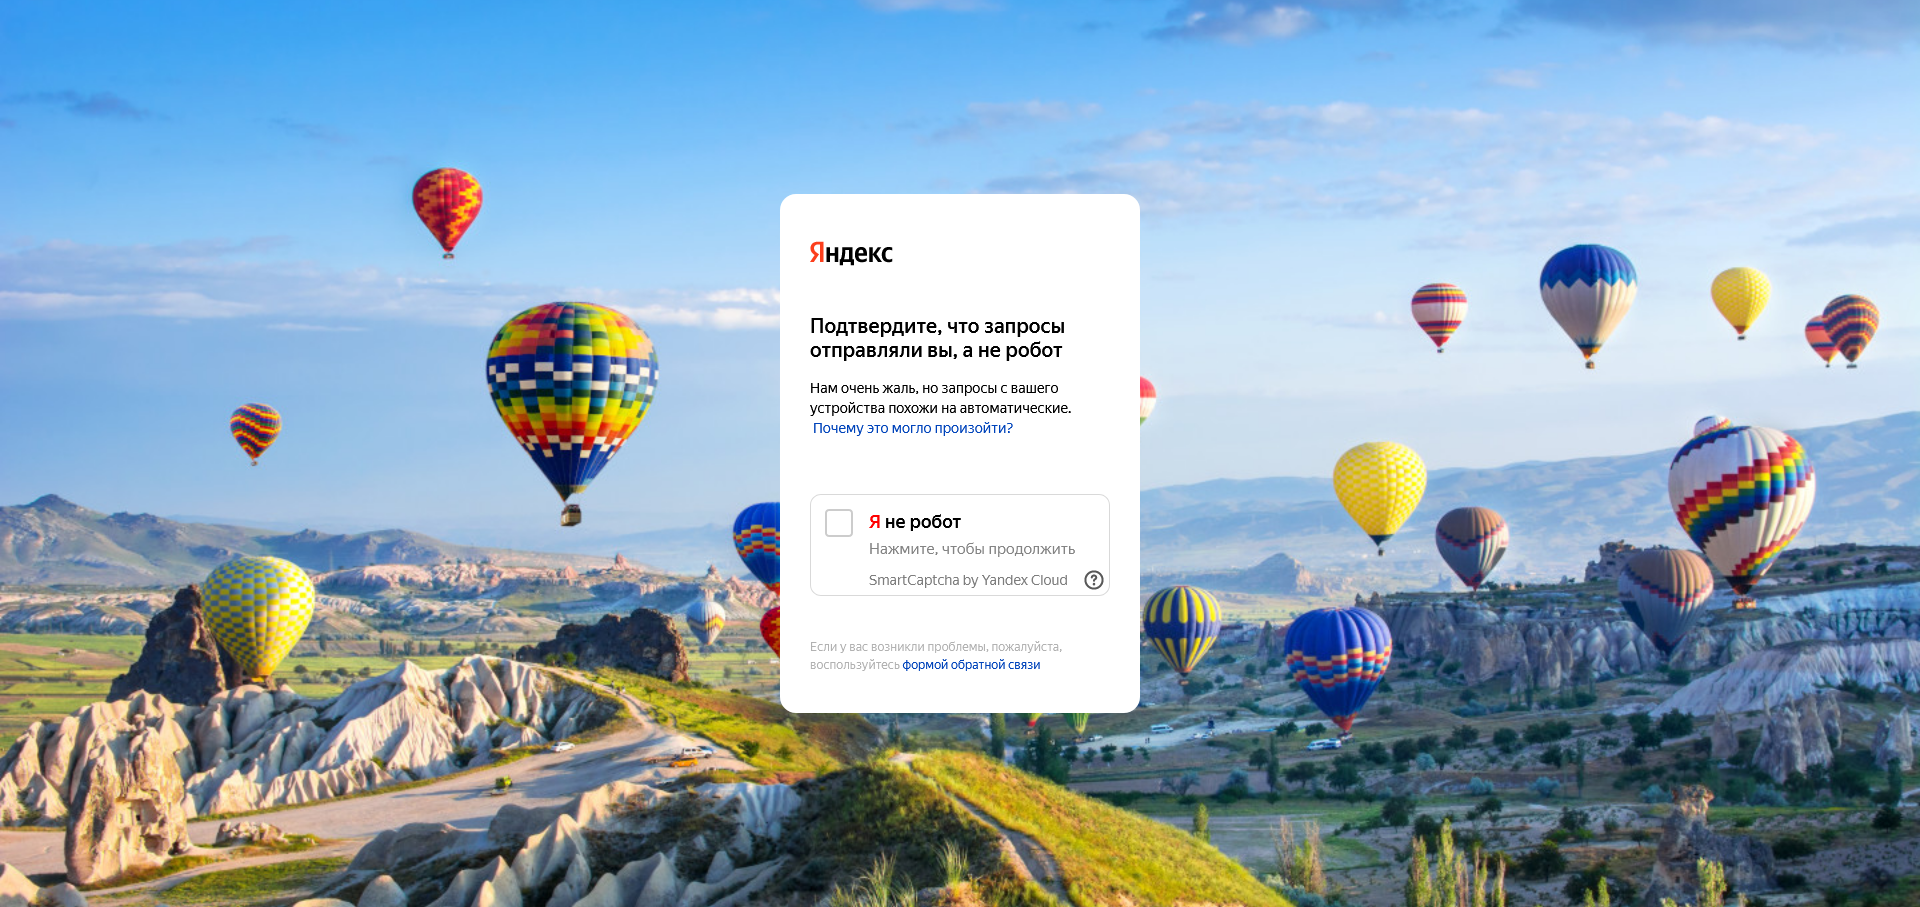 Яндекс
Подтвердите, что запросы
отправляли вы, а не робот
Нам очень жаль, но запросы с вашего
устройства похожи на автоматические.
Почему это могло произойти?
Я не робот
Нажмите, чтобы продолжить
SmartCaptcha by Yandex Cloud
?
Если у вас возникли проблемы, пожалуйста,
воспользуйтесь формой обратной связи